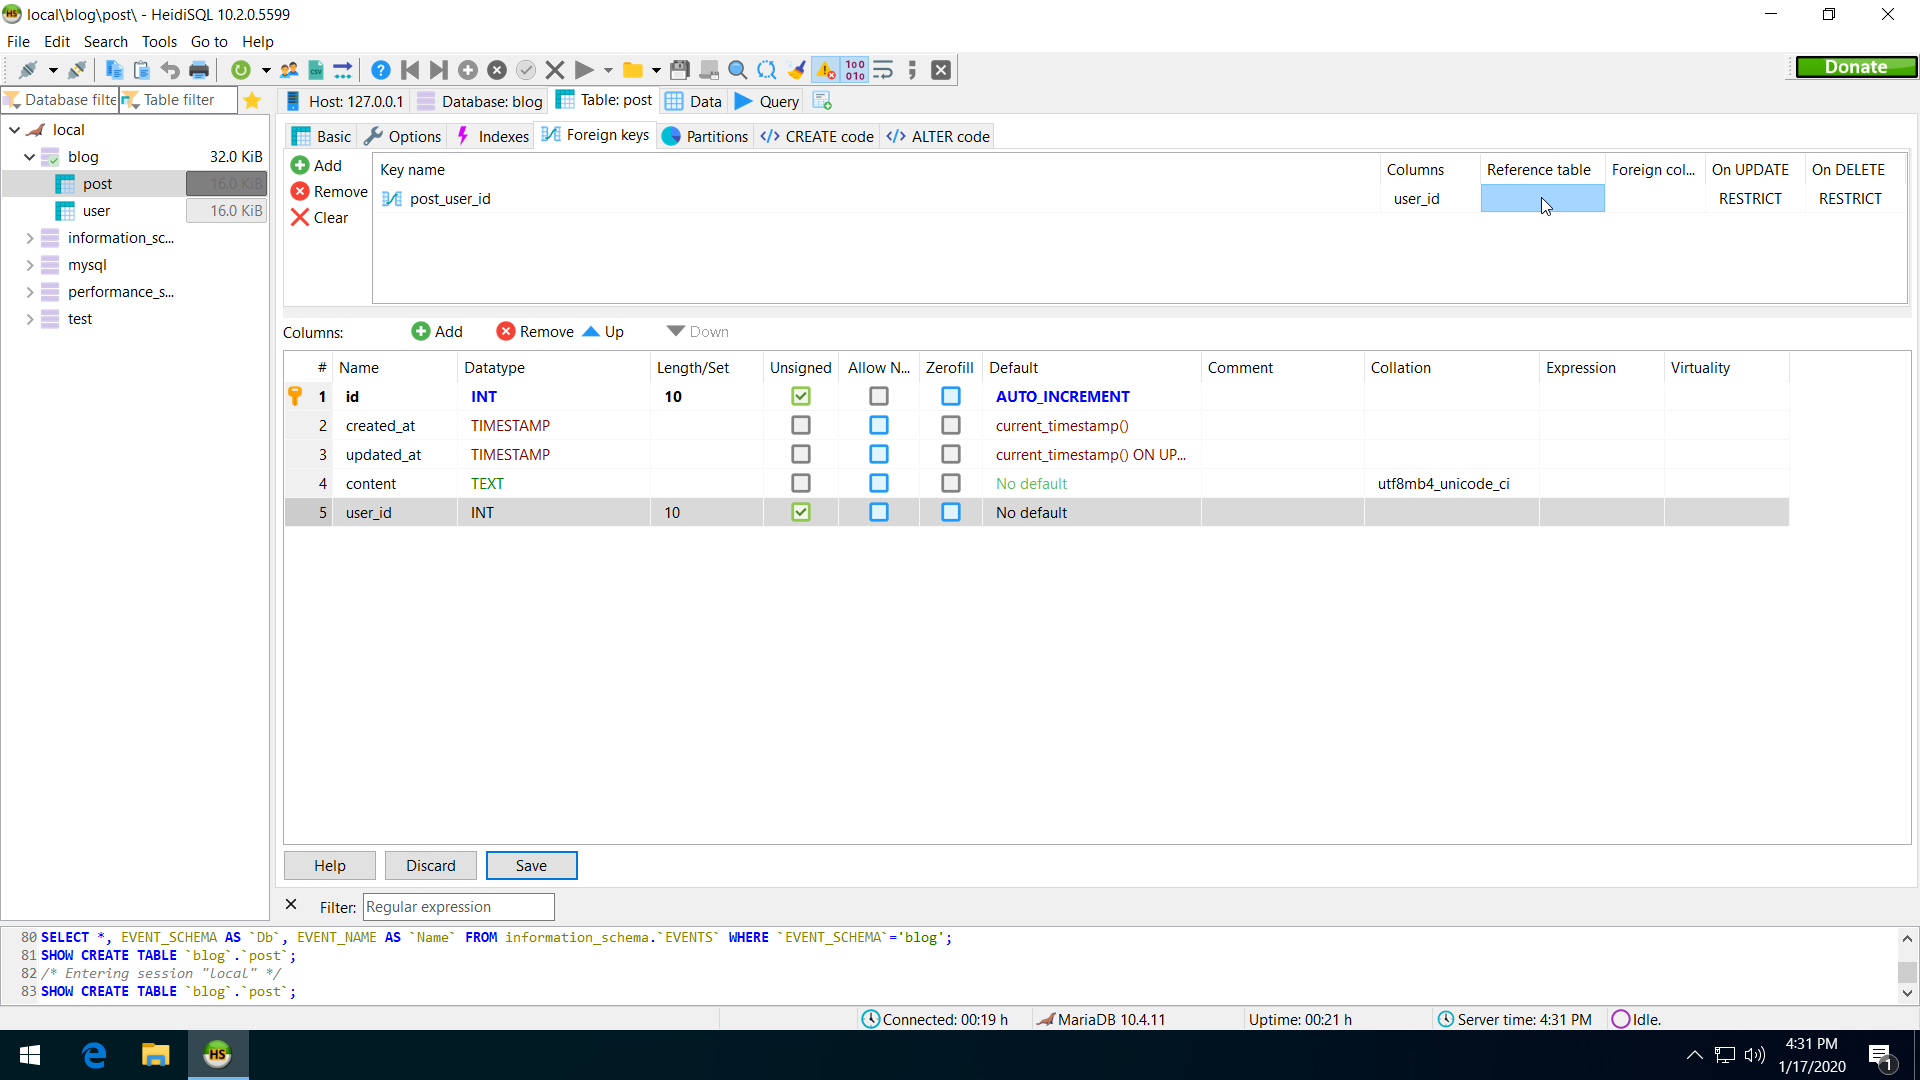 local\blog\post\ - HeidiSQL 10.2.0.5599
File Edit Search Tools Go to Help
Donate
Database filte Table filter
Host: 127.0.0.1 Database: blog Table: post Data Query
local
blog 32.0 KiB
post 16.0 KiB
user 16.0 KiB
information_sc...
mysql
performance_s...
test
Basic Options Indexes Foreign keys Partitions CREATE code ALTER code
Add
Remove
Clear
Key name Columns Reference table Foreign col... On UPDATE On DELETE
post_user_id user_id RESTRICT RESTRICT
Columns: Add Remove Up Down
# Name Datatype Length/Set Unsigned Allow N... Zerofill Default Comment Collation Expression Virtuality
1 id INT 10 AUTO_INCREMENT
2 created_at TIMESTAMP current_timestamp()
3 updated_at TIMESTAMP current_timestamp() ON UP...
4 content TEXT No default utf8mb4_unicode_ci
5 user_id INT 10 No default
Help Discard Save
Filter: Regular expression
80 SELECT *, EVENT_SCHEMA AS `Db`, EVENT_NAME AS `Name` FROM information_schema.`EVENTS` WHERE `EVENT_SCHEMA`='blog';
81 SHOW CREATE TABLE `blog`.`post`;
82 /* Entering session "local" */
83 SHOW CREATE TABLE `blog`.`post`;
Connected: 00:19 h MariaDB 10.4.11 Uptime: 00:21 h Server time: 4:31 PM Idle.
HS
4:31 PM
1/17/2020
1